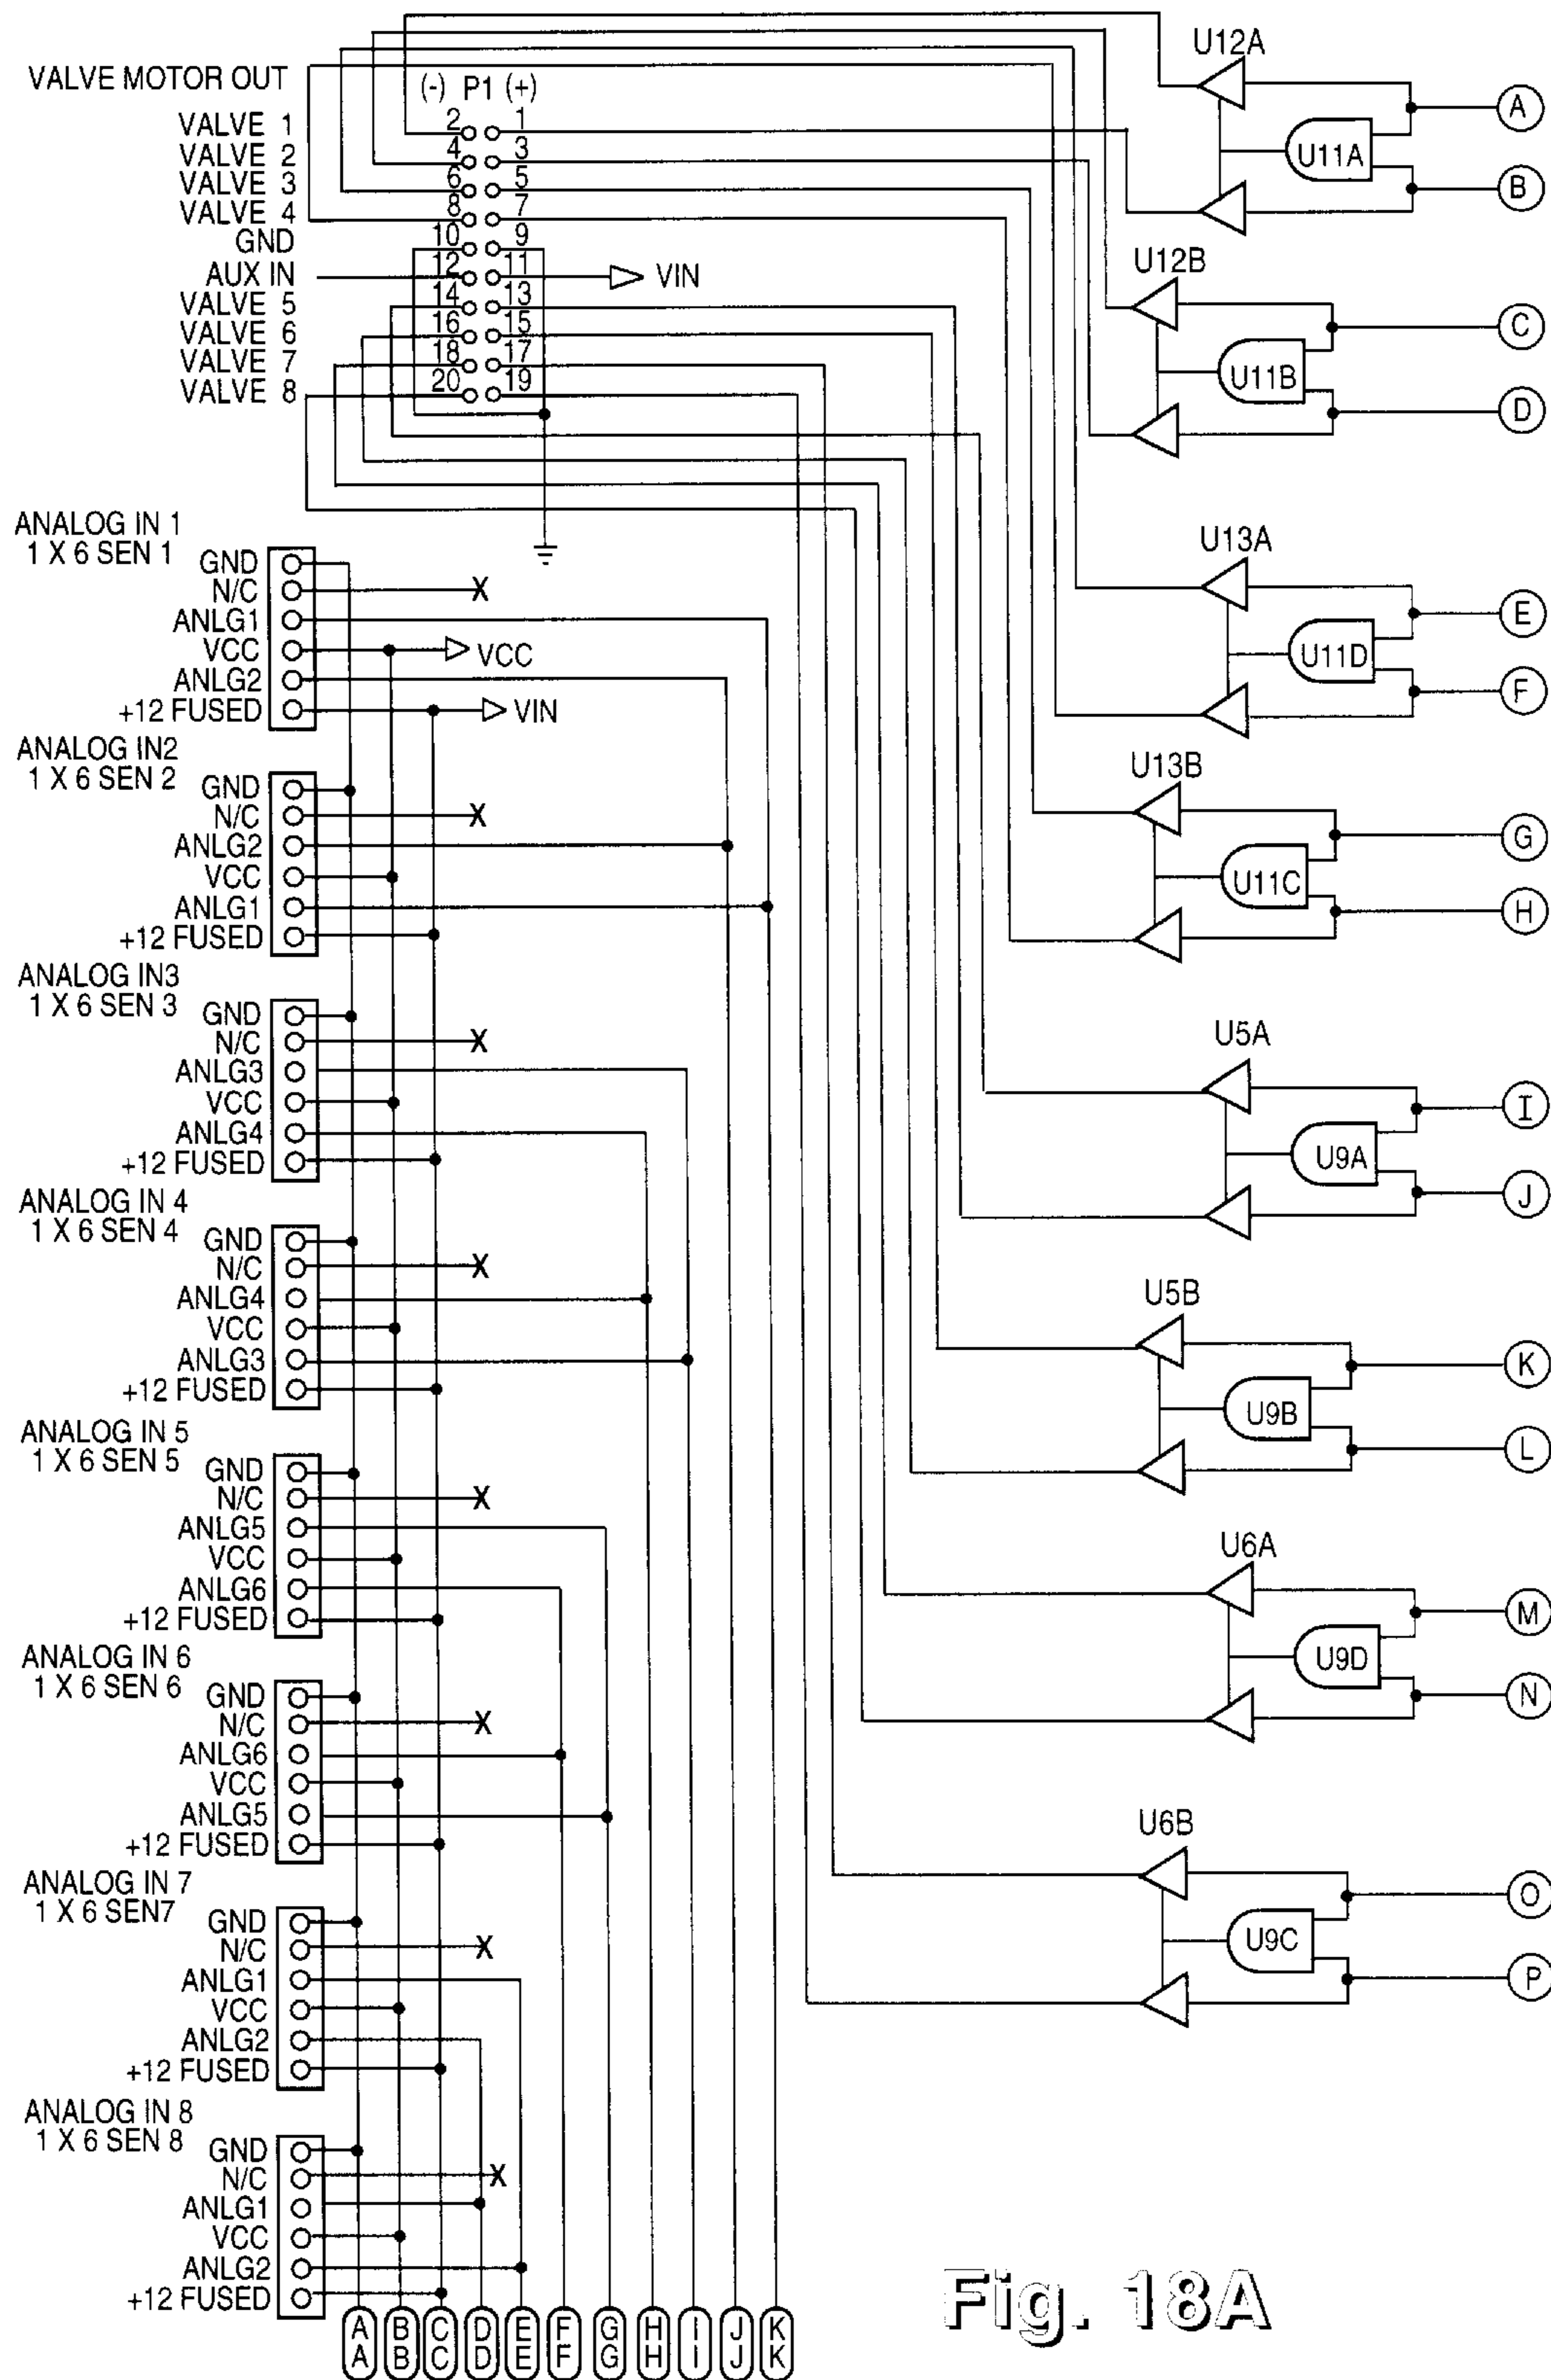 VALVE MOTOR OUT (-) P1 (+)
VALVE 1 2 1
VALVE 2 4 3
VALVE 3 6 5
VALVE 4 8 7
GND 10 9
AUX IN 12 11 VIN
VALVE 5 14 13
VALVE 6 16 15
VALVE 7 18 17
VALVE 8 20 19
ANALOG IN 1
1 X 6 SEN 1
GND
N/C X
ANLG1
VCC VCC
ANLG2
+12 FUSED VIN
ANALOG IN2
1 X 6 SEN 2
GND
N/C X
ANLG2
VCC
ANLG1
+12 FUSED
ANALOG IN3
1 X 6 SEN 3
GND
N/C X
ANLG3
VCC
ANLG4
+12 FUSED
ANALOG IN 4
1 X 6 SEN 4
GND
N/C X
ANLG4
VCC
ANLG3
+12 FUSED
ANALOG IN 5
1 X 6 SEN 5
GND
N/C X
ANLG5
VCC
ANLG6
+12 FUSED
ANALOG IN 6
1 X 6 SEN 6
GND
N/C X
ANLG6
VCC
ANLG5
+12 FUSED
ANALOG IN 7
1 X 6 SEN7
GND
N/C X
ANLG1
VCC
ANLG2
+12 FUSED
ANALOG IN 8
1 X 6 SEN 8
GND
N/C X
ANLG1
VCC
ANLG2
+12 FUSED
AA BB CC DD EE FF GG HH II JJ KK
U12A
A
U11A
B
U12B
C
U11B
D
U13A
E
U11D
F
U13B
G
U11C
H
U5A
I
U9A
J
U5B
K
U9B
L
U6A
M
U9D
N
U6B
O
U9C
P
Fig. 18A